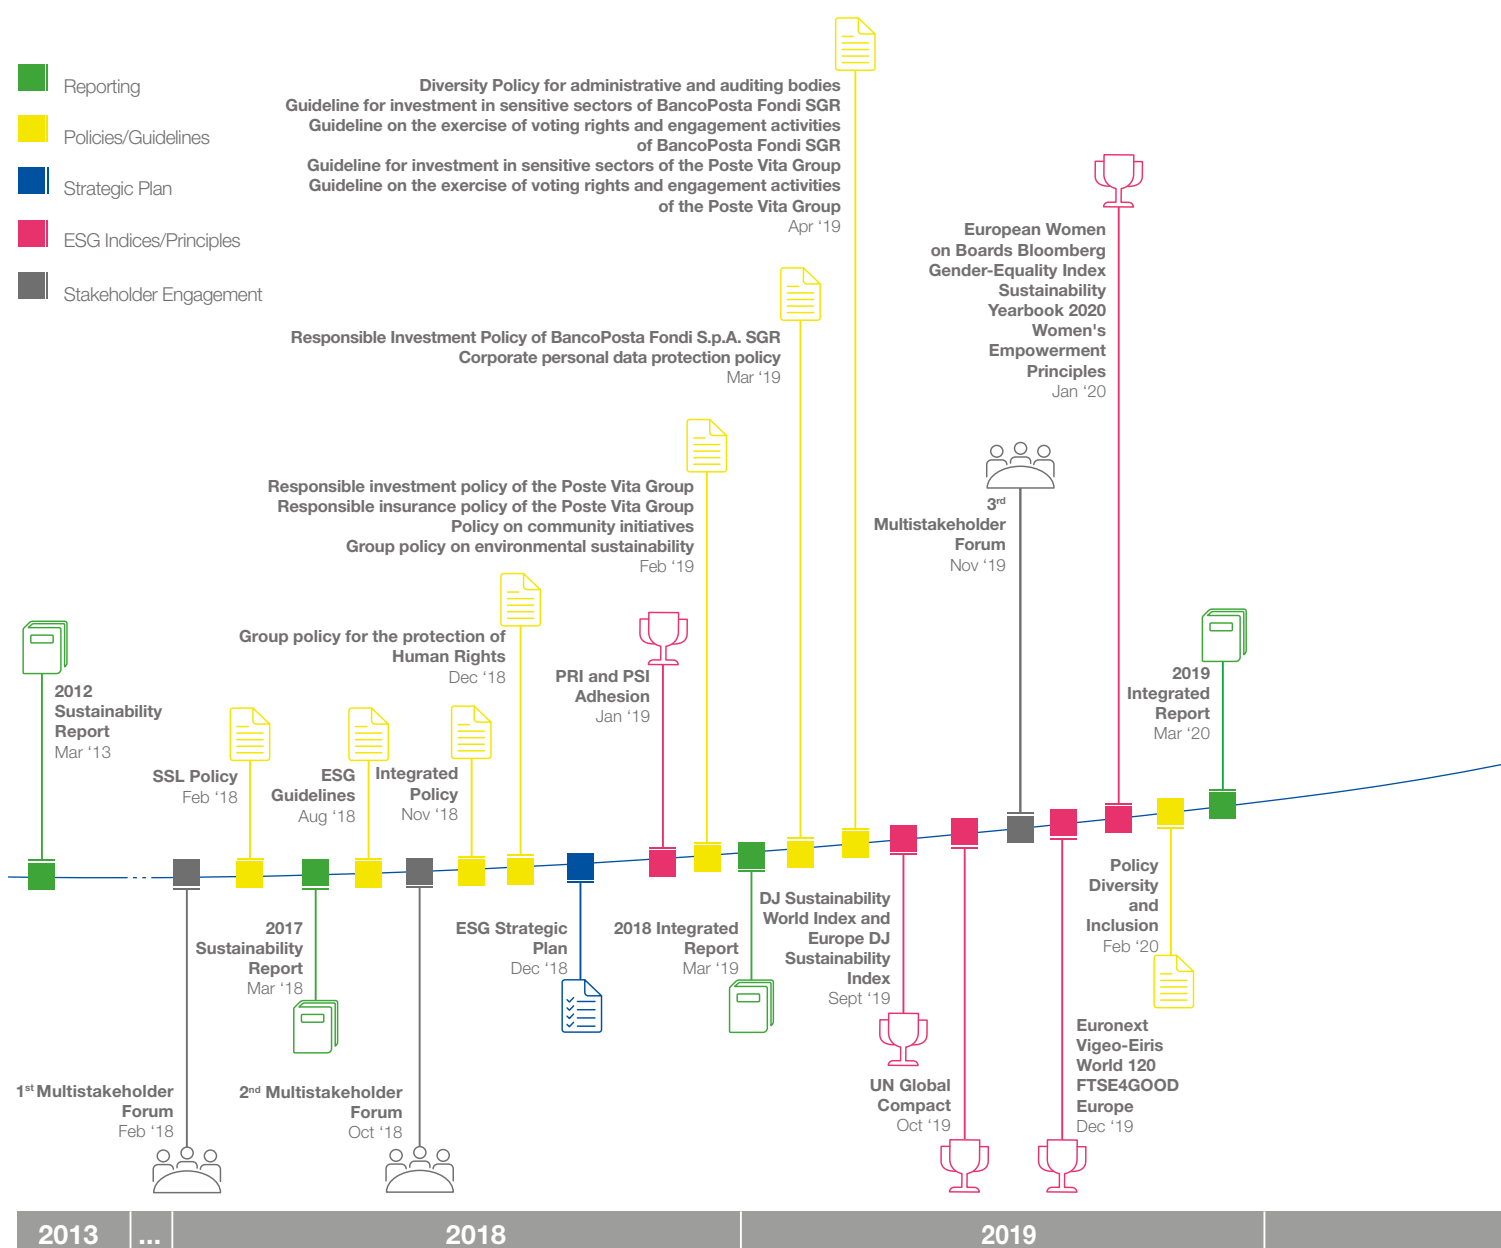 Reporting
Policies/Guidelines
Strategic Plan
ESG Indices/Principles
Stakeholder Engagement
Diversity Policy for administrative and auditing bodies
Guideline for investment in sensitive sectors of BancoPosta Fondi SGR
Guideline on the exercise of voting rights and engagement activities
of BancoPosta Fondi SGR
Guideline for investment in sensitive sectors of the Poste Vita Group
Guideline on the exercise of voting rights and engagement activities
of the Poste Vita Group
Apr ‘19
European Women
on Boards Bloomberg
Gender-Equality Index
Sustainability
Yearbook 2020
Women's
Empowerment
Principles
Jan ‘20
Responsible Investment Policy of BancoPosta Fondi S.p.A. SGR
Corporate personal data protection policy
Mar ‘19
Responsible investment policy of the Poste Vita Group
Responsible insurance policy of the Poste Vita Group
Policy on community initiatives
Group policy on environmental sustainability
Feb ‘19
3rd
Multistakeholder
Forum
Nov ‘19
Group policy for the protection of
Human Rights
Dec ‘18
PRI and PSI
Adhesion
Jan ‘19
2019
Integrated
Report
Mar ‘20
2012
Sustainability
Report
Mar ‘13
SSL Policy
Feb ‘18
ESG
Guidelines
Aug ‘18
Integrated
Policy
Nov ‘18
2017
Sustainability
Report
Mar ‘18
ESG Strategic
Plan
Dec ‘18
2018 Integrated
Report
Mar ‘19
DJ Sustainability
World Index and
Europe DJ
Sustainability
Index
Sept ‘19
Policy
Diversity
and
Inclusion
Feb ‘20
1st Multistakeholder
Forum
Feb ‘18
2nd Multistakeholder
Forum
Oct ‘18
UN Global
Compact
Oct ‘19
Euronext
Vigeo-Eiris
World 120
FTSE4GOOD
Europe
Dec ‘19
2013
...
2018
2019